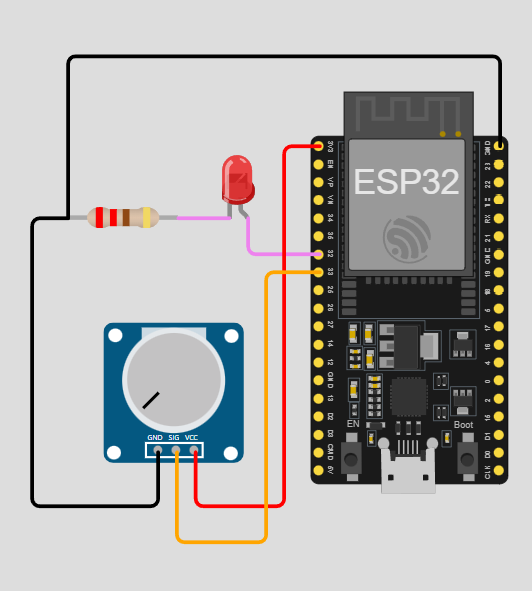 ESP32
3V3
EN
VP
VN
34
35
32
33
25
26
27
14
12
GND
13
D2
D3
CMD
5V
GND
23
22
TX
RX
21
GND
19
18
5
17
16
4
0
2
15
D1
D0
CLK
EN
Boot
GND SIG VCC